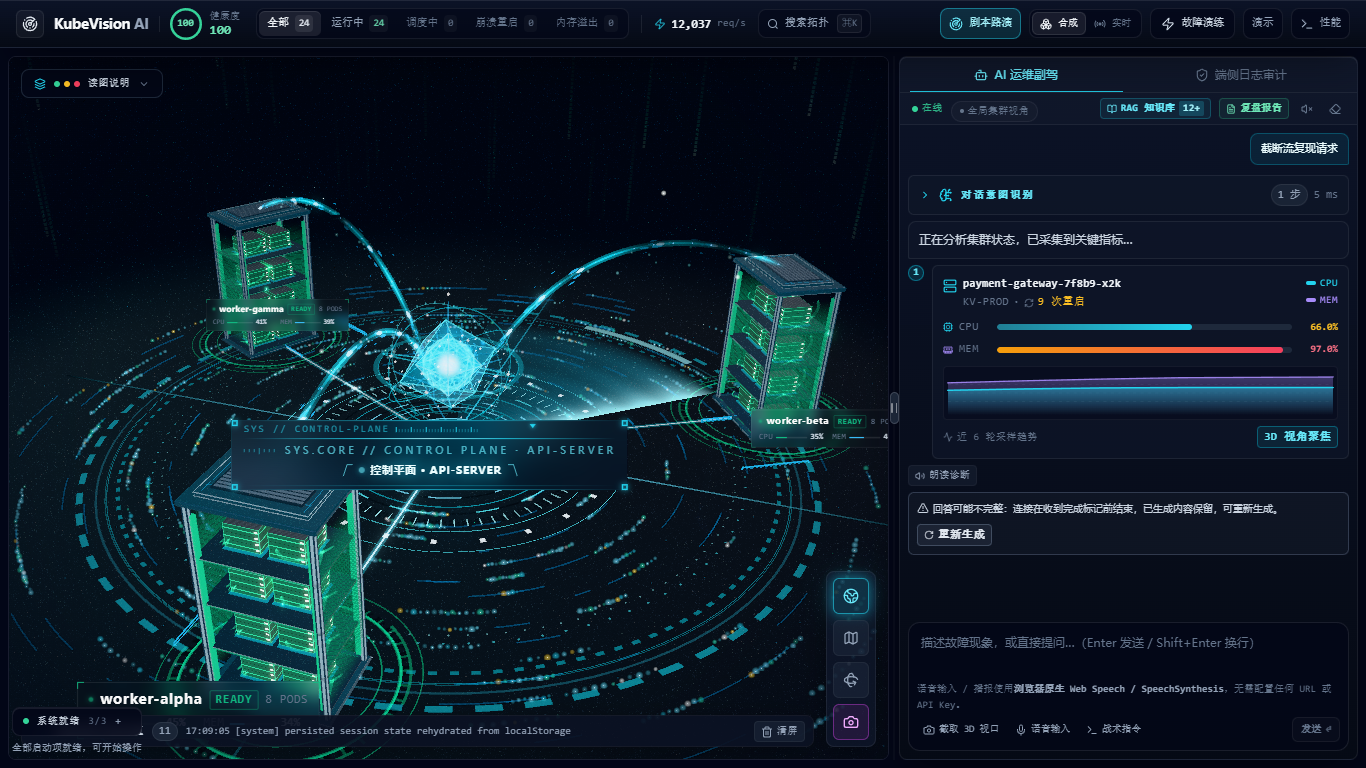 KubeVision AI
100
健康度
100
全部 24
运行中 24
调度中 0
崩溃重启 0
内存溢出 0
12,037 req/s
搜索拓扑 ⌘K
剧本路演
合成
实时
故障演练
演示
性能
读图说明
worker-gamma READY 8 PODS
CPU 41% MEM 39%
worker-beta READY 8 PC
CPU 35% MEM 4
SYS // CONTROL-PLANE
SYS.CORE // CONTROL PLANE · API-SERVER
控制平面 • API-SERVER
worker-alpha READY 8 PODS
系统就绪 3/3 +
全部启动项就绪，可开始操作
11 17:09:05 [system] persisted session state rehydrated from localStorage
清屏
AI 运维副驾
端侧日志审计
在线
全局集群视角
RAG 知识库 12+
复盘报告
截断流复现请求
对话意图识别
1 步 5 ms
正在分析集群状态，已采集到关键指标…
1
payment-gateway-7f8b9-x2k
CPU
KV-PROD · 9 次重启
MEM
CPU 66.0%
MEM 97.0%
近 6 轮采样趋势
3D 视角聚焦
朗读诊断
回答可能不完整：连接在收到完成标记前结束，已生成内容保留，可重新生成。
重新生成
描述故障现象，或直接提问…（Enter 发送 / Shift+Enter 换行）
语音输入 / 播报使用浏览器原生 Web Speech / SpeechSynthesis，无需配置任何 URL 或
API Key。
截取 3D 视口
语音输入
战术指令
发送